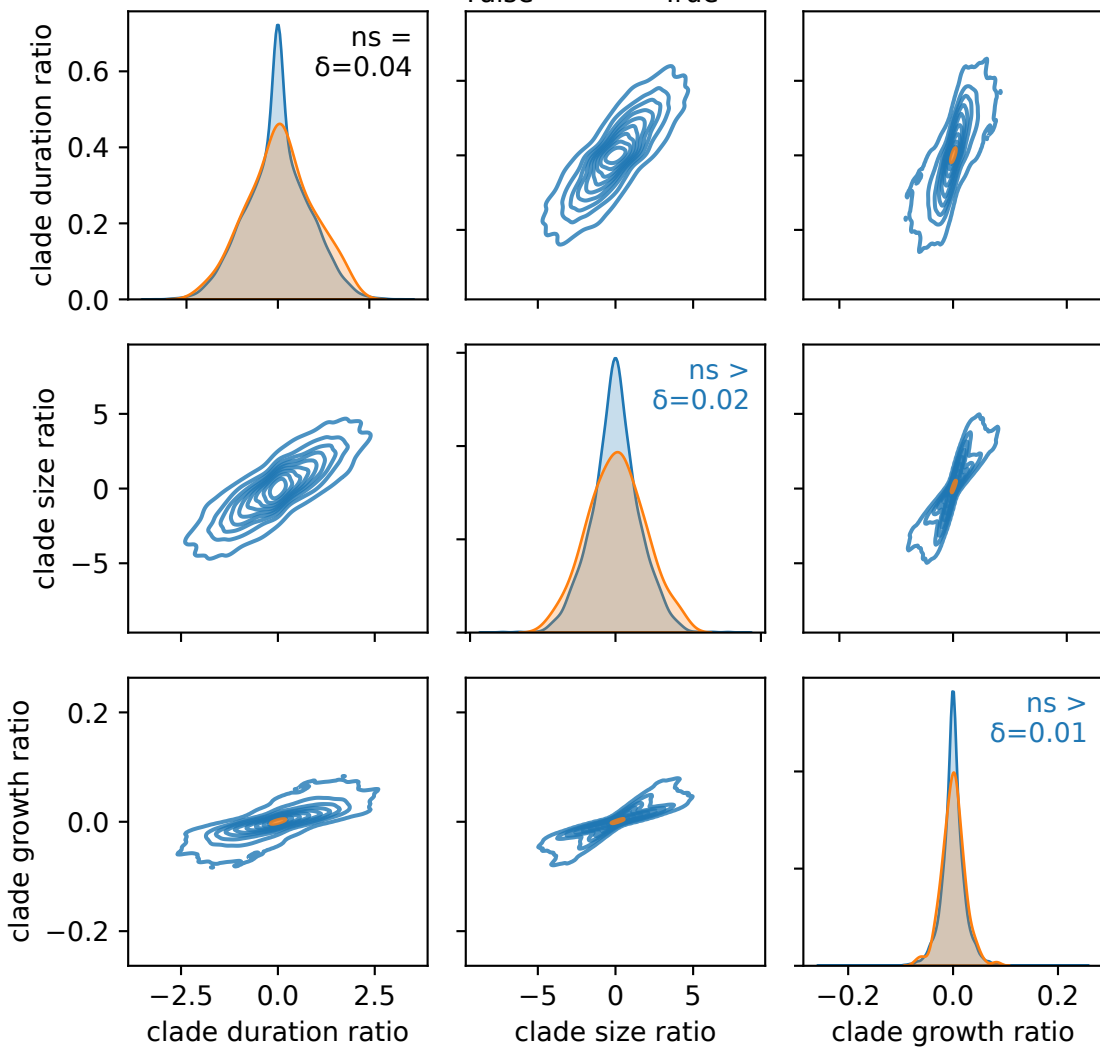 clade duration ratio
0.6
0.4
0.2
0.0
ns =
δ=0.04
clade size ratio
5
0
−5
ns >
δ=0.02
clade growth ratio
0.2
0.0
−0.2
ns >
δ=0.01
−2.5 0.0 2.5
−5 0 5
−0.2 0.0 0.2
clade duration ratio
clade size ratio
clade growth ratio